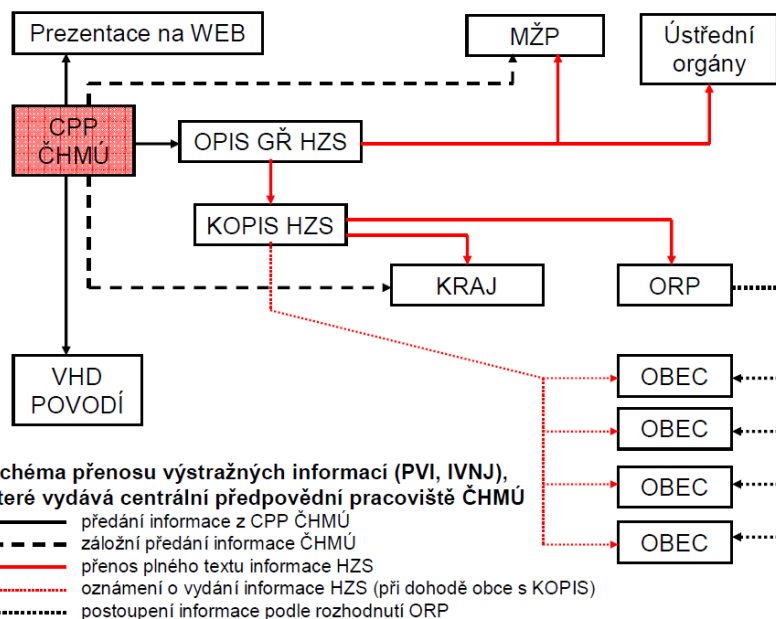 Prezentace na WEB
MŽP
Ústřední
orgány
CPP
ČHMÚ
OPIS GŘ HZS
KOPIS HZS
KRAJ
ORP
VHD
POVODÍ
OBEC
OBEC
OBEC
OBEC
chéma přenosu výstražných informací (PVI, IVNJ),
teré vydává centrální předpovědní pracoviště ČHMÚ
předání informace z CPP ČHMÚ
záložní předání informace ČHMÚ
přenos plného textu informace HZS
oznámení o vydání informace HZS (při dohodě obce s KOPIS)
postoupení informace podle rozhodnutí ORP